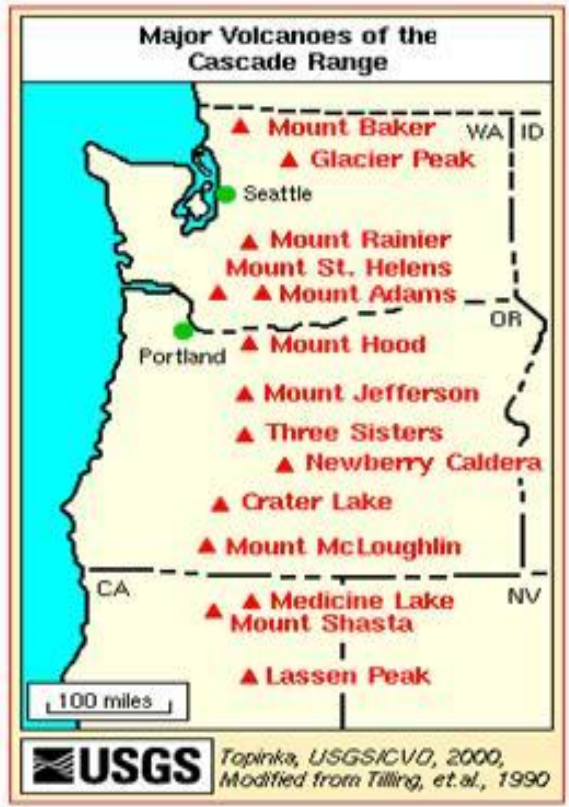 Major Volcanoes of the
Cascade Range
Mount Baker
WA
ID
Glacier Peak
Seattle
Mount Rainier
Mount St. Helens
Mount Adams
OR
Portland
Mount Hood
Mount Jefferson
Three Sisters
Newberry Caldera
Crater Lake
Mount McLoughlin
CA
NV
Medicine Lake
Mount Shasta
Lassen Peak
100 miles
USGS
Topinka, USGS/CVO, 2000,
Modified from Tilling, et.al., 1990